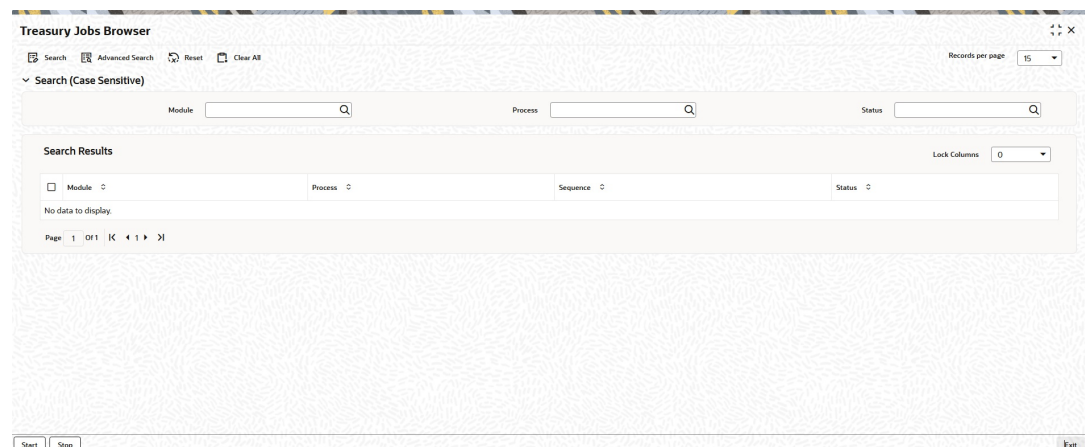 Treasury Jobs Browser
Search Advanced Search Reset Clear All Records per page 15
Search (Case Sensitive)
Module Process Status
Search Results Lock Columns 0
Module Process Sequence Status
No data to display.
Page 1 Of 1 1
Start Stop Exit